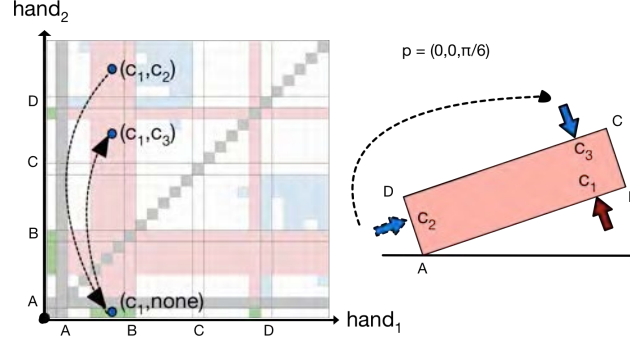 hand₂
(c₁,c₂)
D
(c₁,c₃)
C
B
A
(c₁,none)
hand₁
A
B
C
D
p = (0,0,π/6)
C
C₃
C₁
D
C₂
A